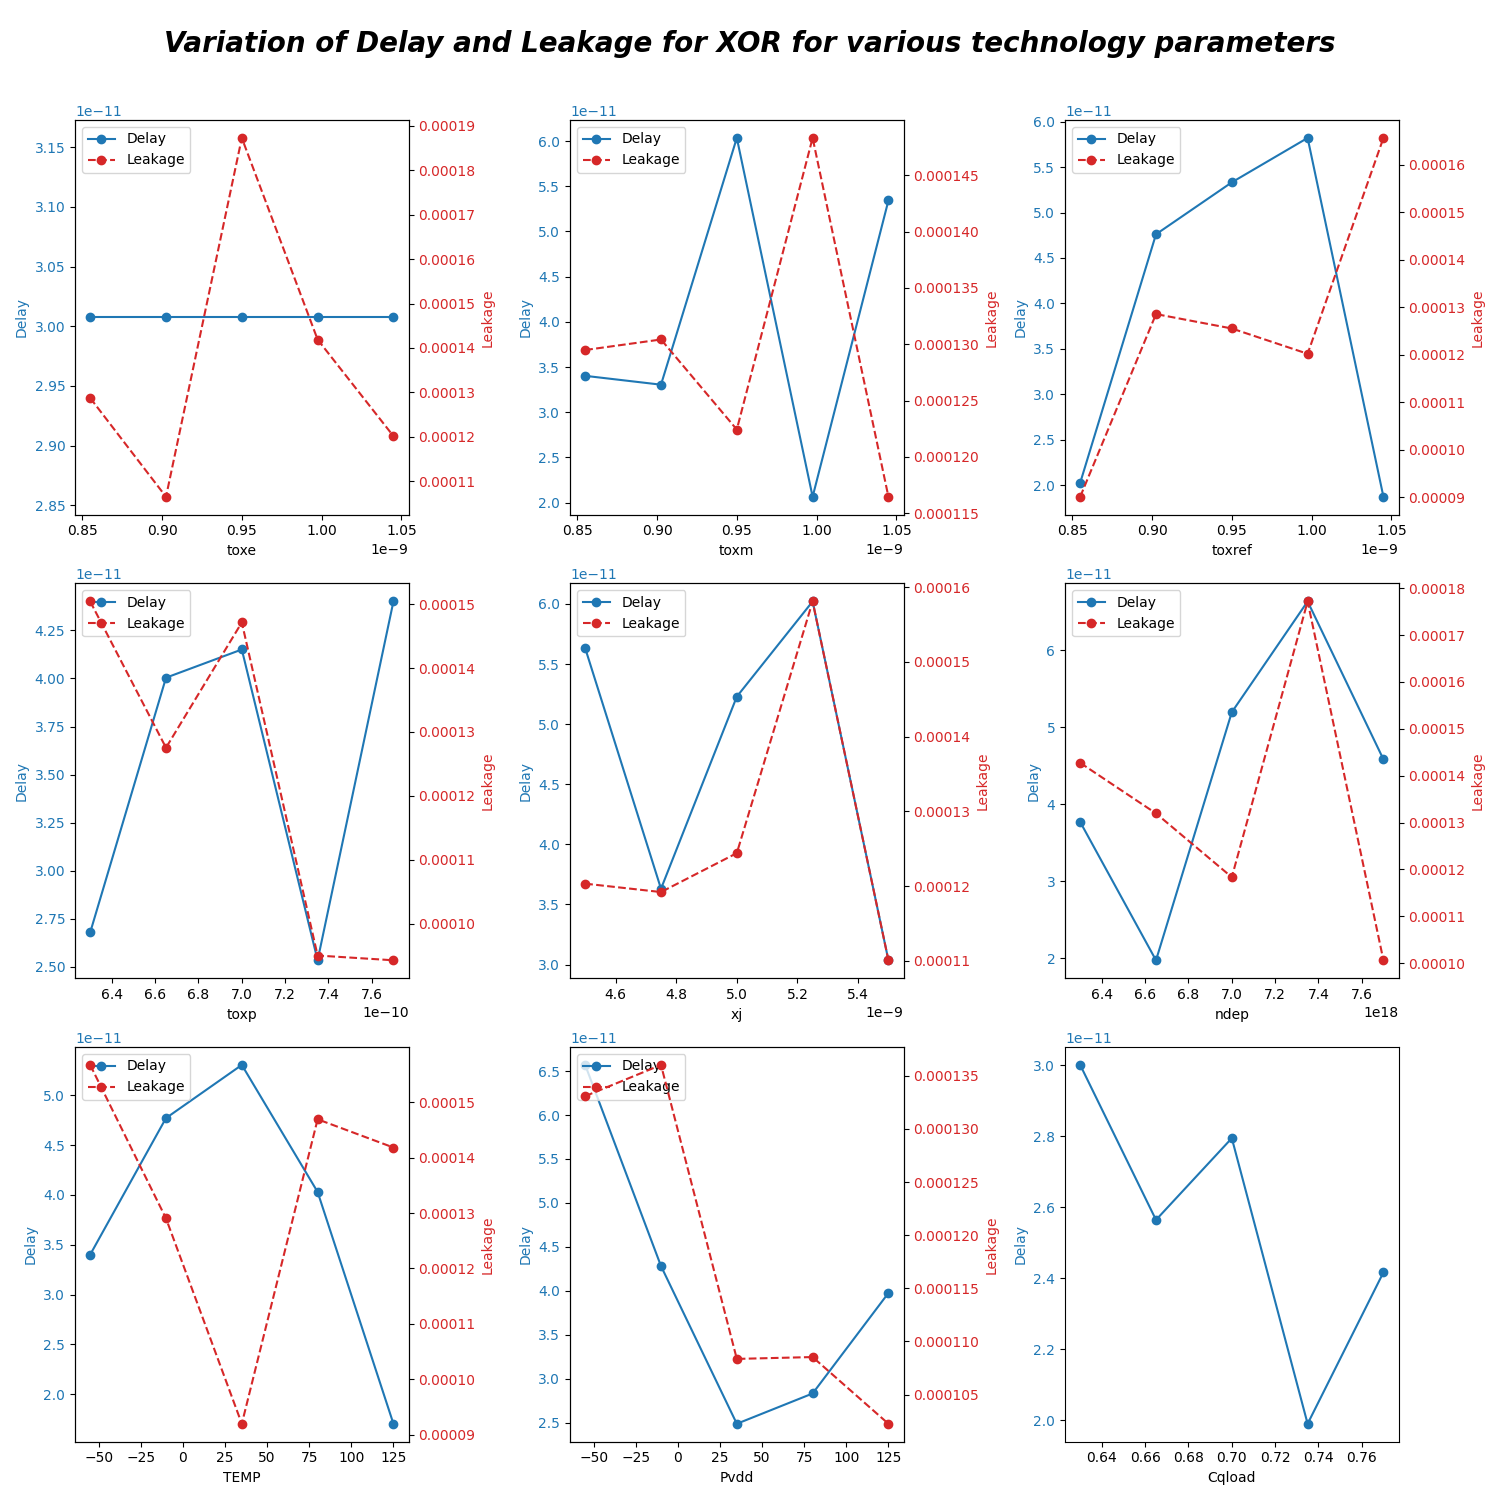 Variation of Delay and Leakage for XOR for various technology parameters
1e−11
Delay
Leakage
3.15
3.10
3.05
3.00
2.95
2.90
2.85
Delay
0.00019
0.00018
0.00017
0.00016
0.00015
0.00014
0.00013
0.00012
0.00011
Leakage
0.85 0.90 0.95 1.00 1.05
1e−9
toxe
1e−11
Delay
Leakage
6.0
5.5
5.0
4.5
4.0
3.5
3.0
2.5
2.0
Delay
0.000145
0.000140
0.000135
0.000130
0.000125
0.000120
0.000115
Leakage
0.85 0.90 0.95 1.00 1.05
1e−9
toxm
1e−11
Delay
Leakage
6.0
5.5
5.0
4.5
4.0
3.5
3.0
2.5
2.0
Delay
0.00016
0.00015
0.00014
0.00013
0.00012
0.00011
0.00010
0.00009
Leakage
0.85 0.90 0.95 1.00 1.05
1e−9
toxref
1e−11
Delay
Leakage
4.25
4.00
3.75
3.50
3.25
3.00
2.75
2.50
Delay
0.00015
0.00014
0.00013
0.00012
0.00011
0.00010
Leakage
6.4 6.6 6.8 7.0 7.2 7.4 7.6
1e−10
toxp
1e−11
Delay
Leakage
6.0
5.5
5.0
4.5
4.0
3.5
3.0
Delay
0.00016
0.00015
0.00014
0.00013
0.00012
0.00011
Leakage
4.6 4.8 5.0 5.2 5.4
1e−9
xj
1e−11
Delay
Leakage
6
5
4
3
2
Delay
0.00018
0.00017
0.00016
0.00015
0.00014
0.00013
0.00012
0.00011
0.00010
Leakage
6.4 6.6 6.8 7.0 7.2 7.4 7.6
1e18
ndep
1e−11
Delay
Leakage
5.0
4.5
4.0
3.5
3.0
2.5
2.0
Delay
0.00015
0.00014
0.00013
0.00012
0.00011
0.00010
0.00009
Leakage
−50 −25 0 25 50 75 100 125
TEMP
1e−11
Delay
Leakage
6.5
6.0
5.5
5.0
4.5
4.0
3.5
3.0
2.5
Delay
0.000135
0.000130
0.000125
0.000120
0.000115
0.000110
0.000105
Leakage
−50 −25 0 25 50 75 100 125
Pvdd
1e−11
3.0
2.8
2.6
2.4
2.2
2.0
Delay
0.64 0.66 0.68 0.70 0.72 0.74 0.76
Cqload